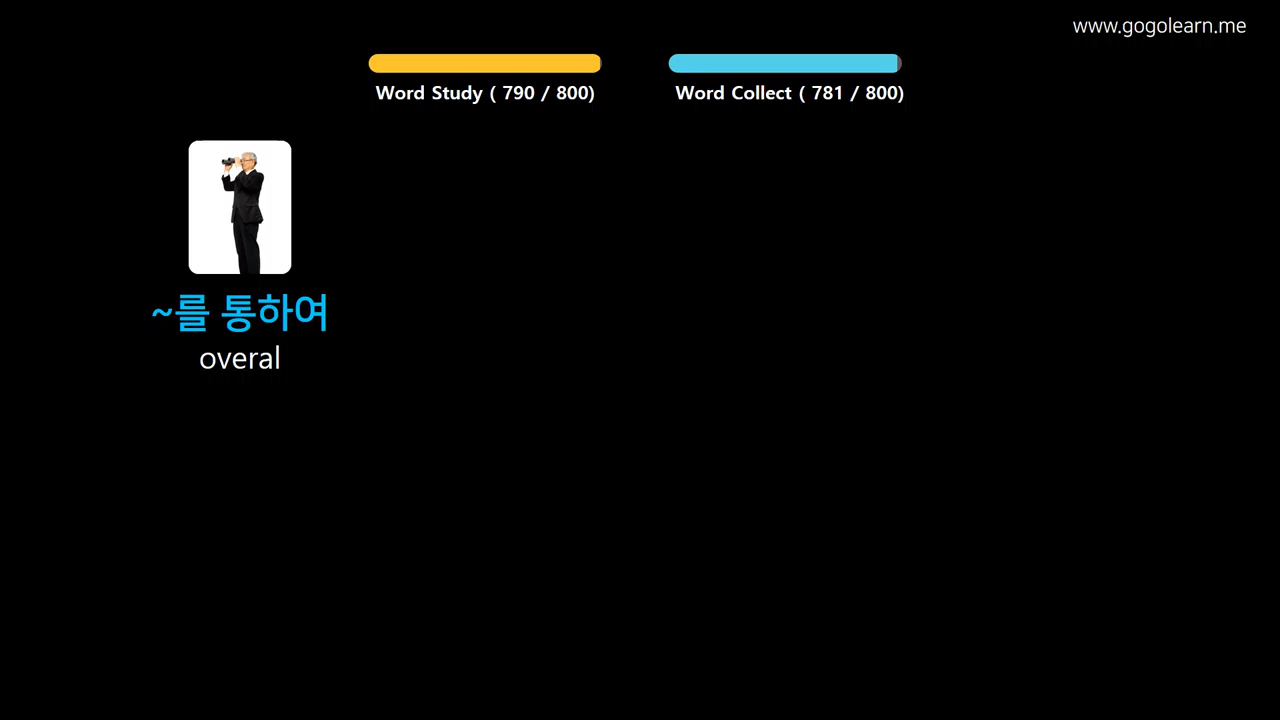 www.gogolearn.me
Word Study ( 790 / 800)
Word Collect ( 781 / 800)
~를 통하여
overal